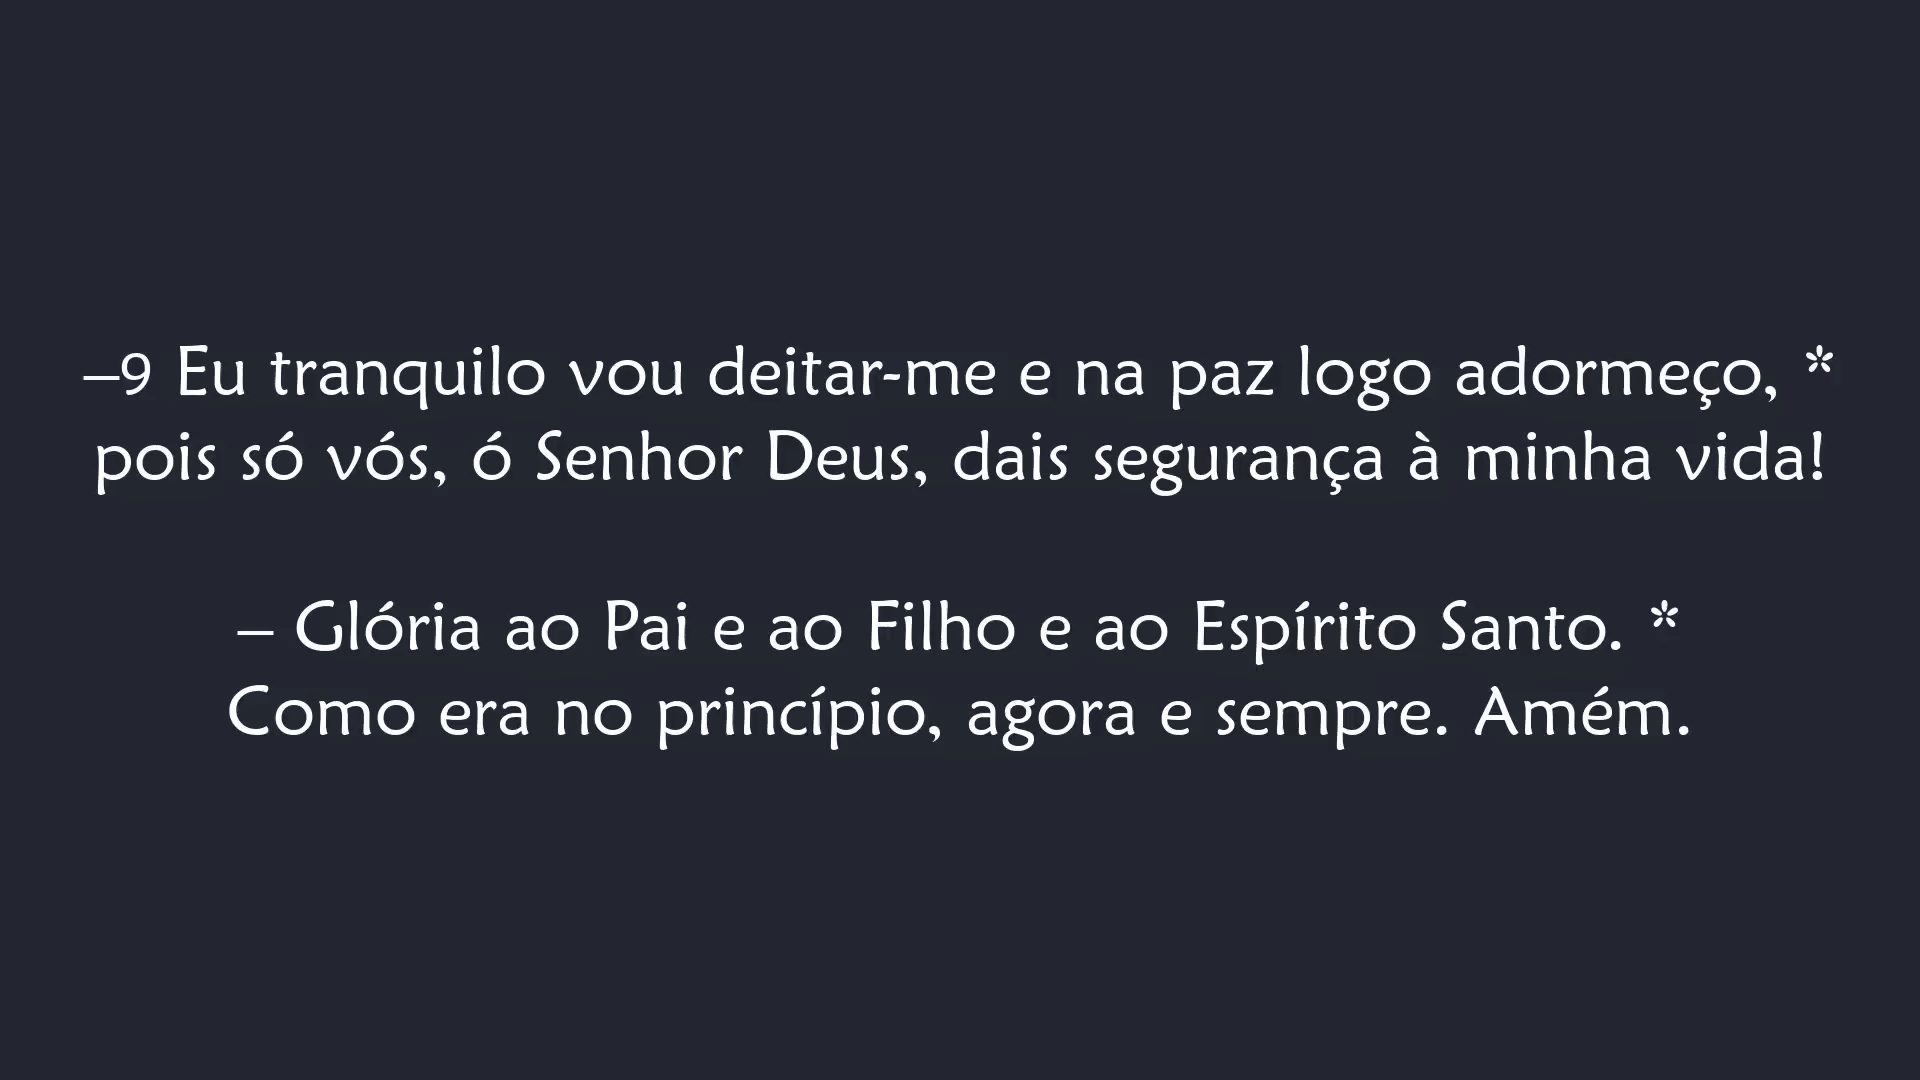 –9 Eu tranquilo vou deitar-me e na paz logo adormeço, *
pois só vós, ó Senhor Deus, dais segurança à minha vida!
– Glória ao Pai e ao Filho e ao Espírito Santo. *
Como era no princípio, agora e sempre. Amém.